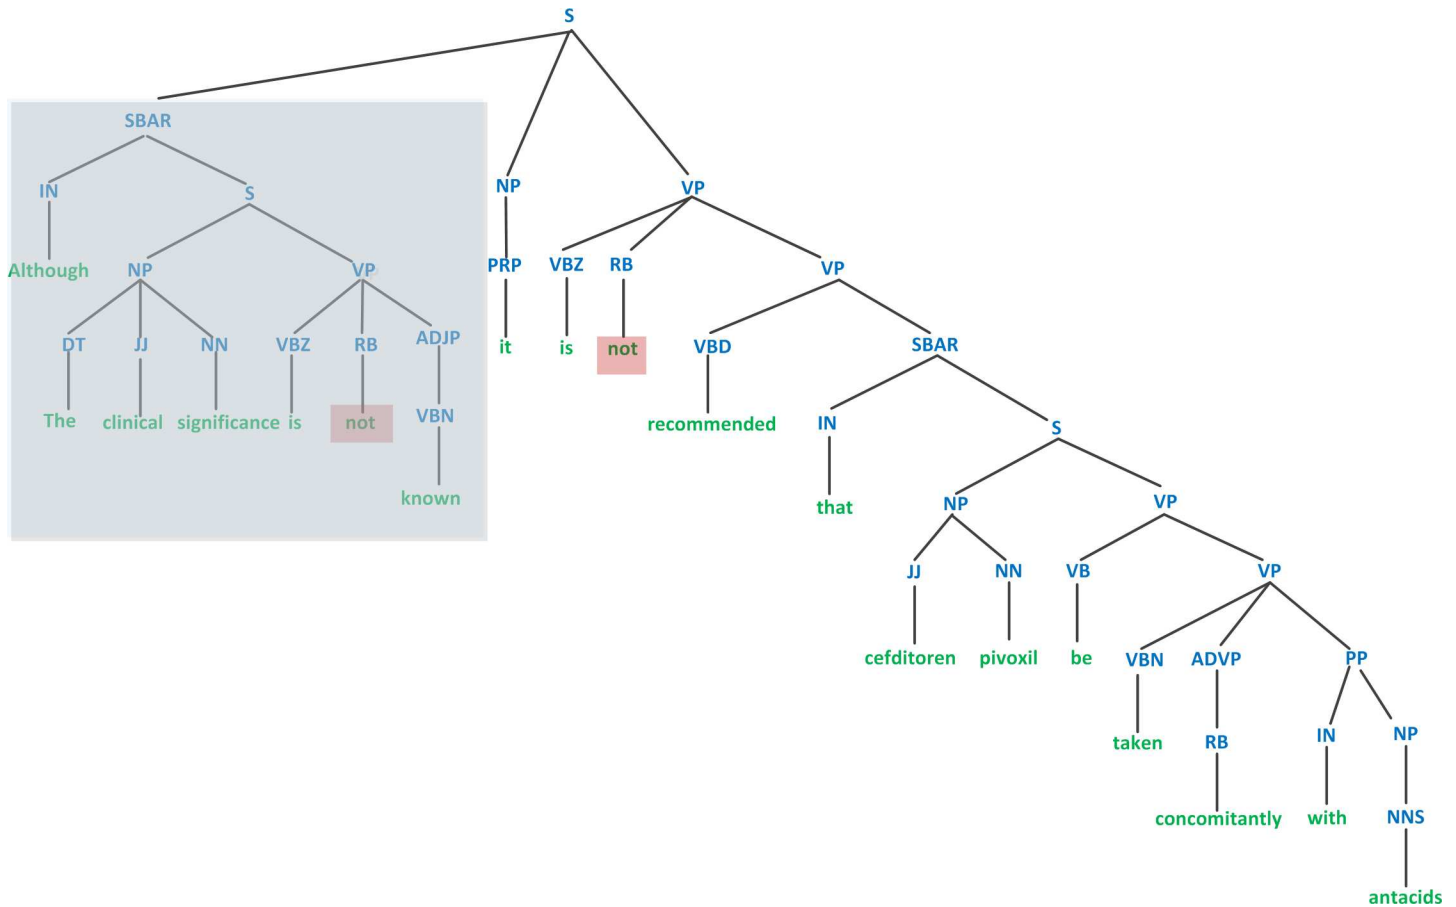 S
SBAR
IN S NP VP
Although NP VP PRP VBZ RB VP
DT JJ NN VBZ RB ADJP it is not VBD SBAR
The clinical significance is not VBN recommended IN S
known that NP VP
JJ NN VB VP
cefditoren pivoxil be VBN ADVP PP
taken RB IN NP
concomitantly with NNS
antacids